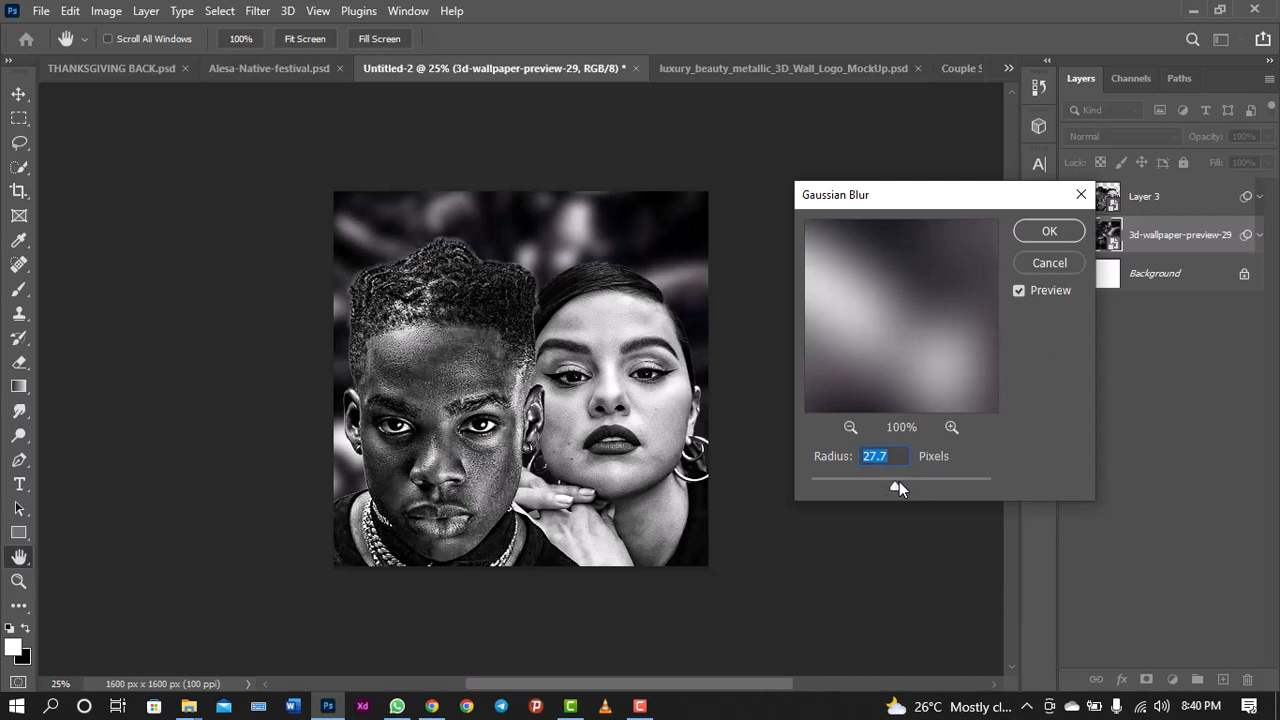 Ps File Edit Image Layer Type Select Filter 3D View Plugins Window Help
Scroll All Windows 100% Fit Screen Fill Screen
THANKSGIVING BACK.psd × Alesa-Native-festival.psd × Untitled-2 @ 25% (3d-wallpaper-preview-29, RGB/8) * × luxury_beauty_metallic_3D_Wall_Logo_MockUp.psd × Couple S
Layers Channels Paths
Kind
Normal Opacity: 100%
Lock: Fill: 100%
Gaussian Blur
Layer 3
OK
3d-wallpaper-preview-29
Cancel
Background
Preview
100%
Radius: 27.7 Pixels
25% 1600 px x 1600 px (100 ppi)
26°C Mostly cl... 8:40 PM